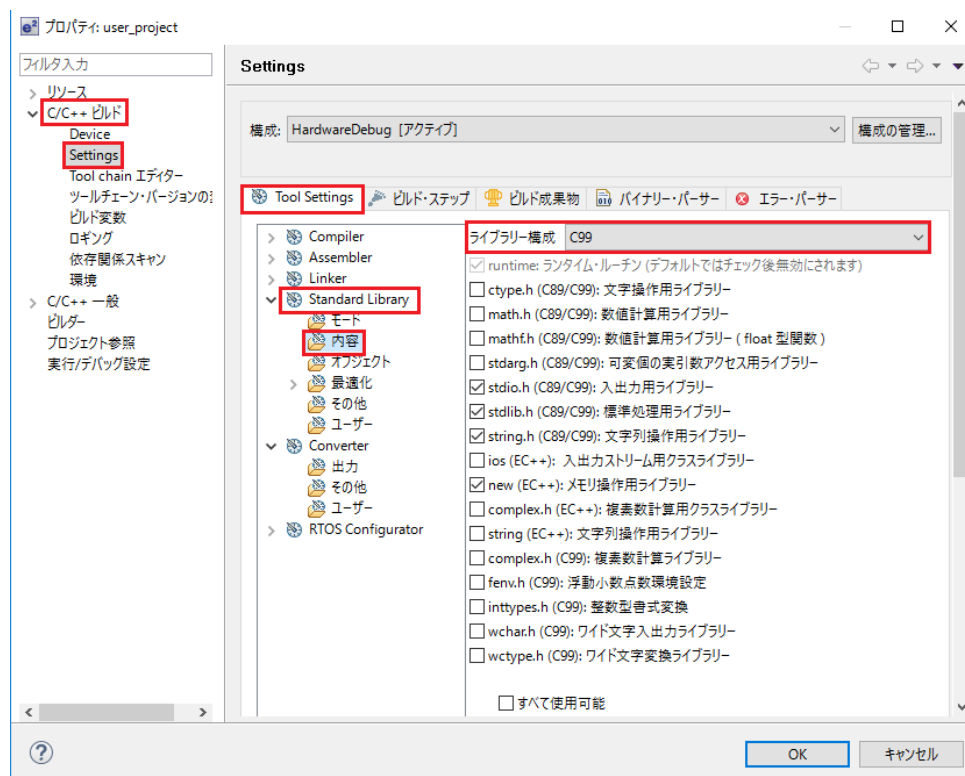 e² プロパティ: user_project
フィルタ入力
リソース
C/C++ ビルド
Device
Settings
Tool chain エディター
ツールチェーン・バージョンの
ビルド変数
ロギング
依存関係スキャン
環境
C/C++ 一般
ビルダー
プロジェクト参照
実行/デバッグ設定
Settings
構成: HardwareDebug [アクティブ]
構成の管理...
Tool Settings ビルド・ステップ ビルド成果物 バイナリー・パーサー エラー・パーサー
Compiler
Assembler
Linker
Standard Library
モード
内容
オブジェクト
最適化
その他
ユーザー
Converter
出力
その他
ユーザー
RTOS Configurator
ライブラリー構成 C99
runtime: ランタイム・ルーチン (デフォルトではチェック後無効にされます)
ctype.h (C89/C99): 文字操作用ライブラリー
math.h (C89/C99): 数値計算用ライブラリー
mathf.h (C89/C99): 数値計算用ライブラリー ( float 型関数 )
stdarg.h (C89/C99): 可変個の実引数アクセス用ライブラリー
stdio.h (C89/C99): 入出力用ライブラリー
stdlib.h (C89/C99): 標準処理用ライブラリー
string.h (C89/C99): 文字列操作用ライブラリー
ios (EC++): 入出力ストリーム用クラスライブラリー
new (EC++): メモリ操作用ライブラリー
complex.h (EC++): 複素数計算用クラスライブラリー
string (EC++): 文字列操作用ライブラリー
complex.h (C99): 複素数計算ライブラリー
fenv.h (C99): 浮動小数点数環境設定
inttypes.h (C99): 整数型書式変換
wchar.h (C99): ワイド文字入出力ライブラリー
wctype.h (C99): ワイド文字変換ライブラリー
すべて使用可能
OK
キャンセル